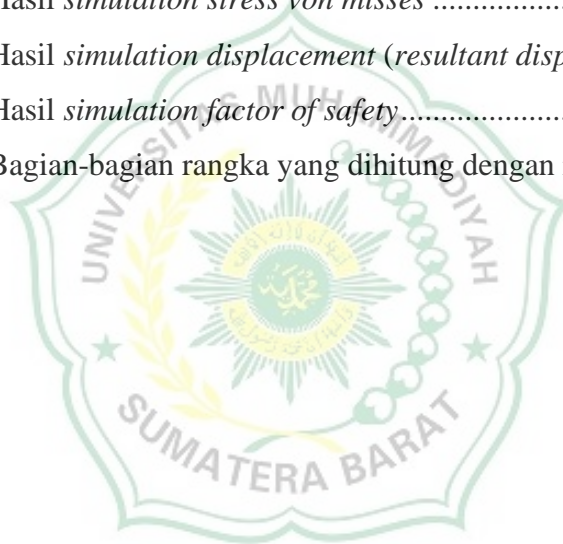 Hasil simulation stress von misses ......................
Hasil simulation displacement (resultant disp
Hasil simulation factor of safety.........................
Bagian-bagian rangka yang dihitung dengan
UNIVERSITAS MUHAMMADIYAH
محمدية
SUMATERA BARAT